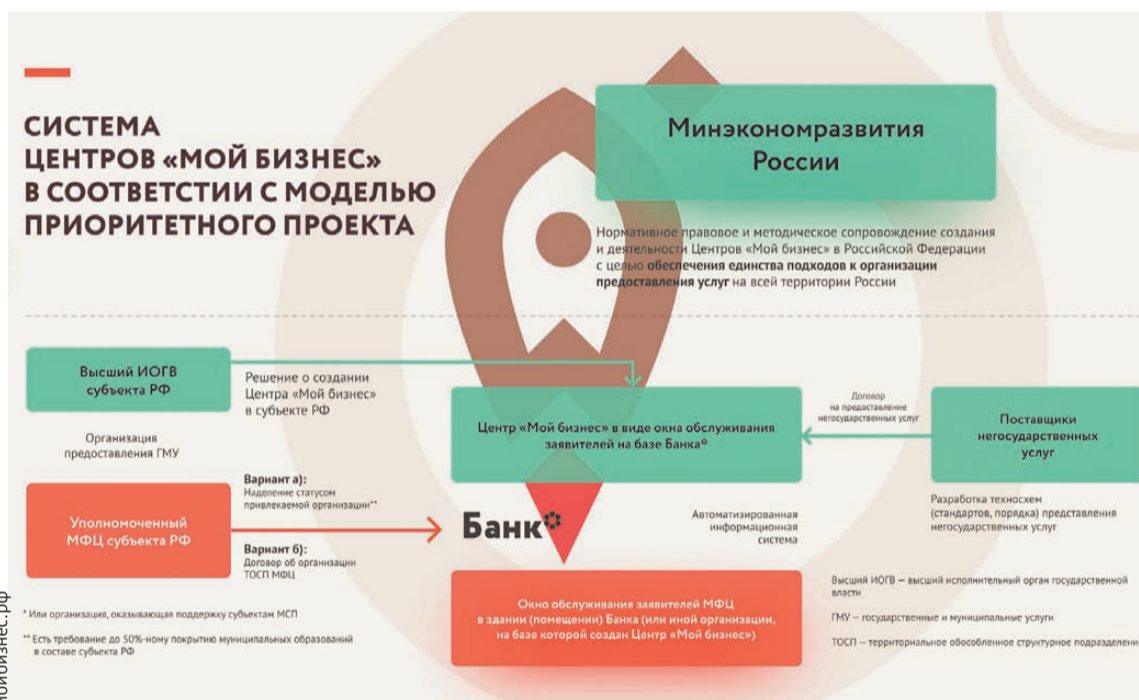 СИСТЕМА
ЦЕНТРОВ «МОЙ БИЗНЕС»
В СООТВЕТСТВИИ С МОДЕЛЬЮ
ПРИОРИТЕТНОГО ПРОЕКТА
Минэкономразвития
России
Нормативное правовое и методическое сопровождение создания
и деятельности Центров «Мой бизнес» в Российской Федерации
с целью обеспечения единства подходов к организации
предоставления услуг на всей территории России
Высший ИОГВ
субъекта РФ
Решение о создании
Центра «Мой бизнес»
в субъекте РФ
Центр «Мой бизнес» в виде окна обслуживания
заявителей на базе Банка*
Договор
на предоставление
негосударственных услуг
Поставщики
негосударственных
услуг
Организация
предоставления ГМУ
Уполномоченный
МФЦ субъекта РФ
Вариант а):
Наделение статусом
привлекаемой организации**
Вариант б):
Договор об организации
ТОСП МФЦ
Банк*
Автоматизированная
информационная
система
Разработка техносхем
(стандартов, порядка) представления
негосударственных услуг
Окно обслуживания заявителей МФЦ
в здании (помещении) Банка (или иной организации,
на базе которой создан Центр «Мой бизнес»)
Высший ИОГВ — высший исполнительный орган государственной
власти
ГМУ — государственные и муниципальные услуги
ТОСП — территориальное обособленное структурное подразделение
* Или организация, оказывающая поддержку субъектам МСП
** Есть требование до 50%-ному покрытию муниципальных образований
в составе субъекта РФ
мойбизнес.рф